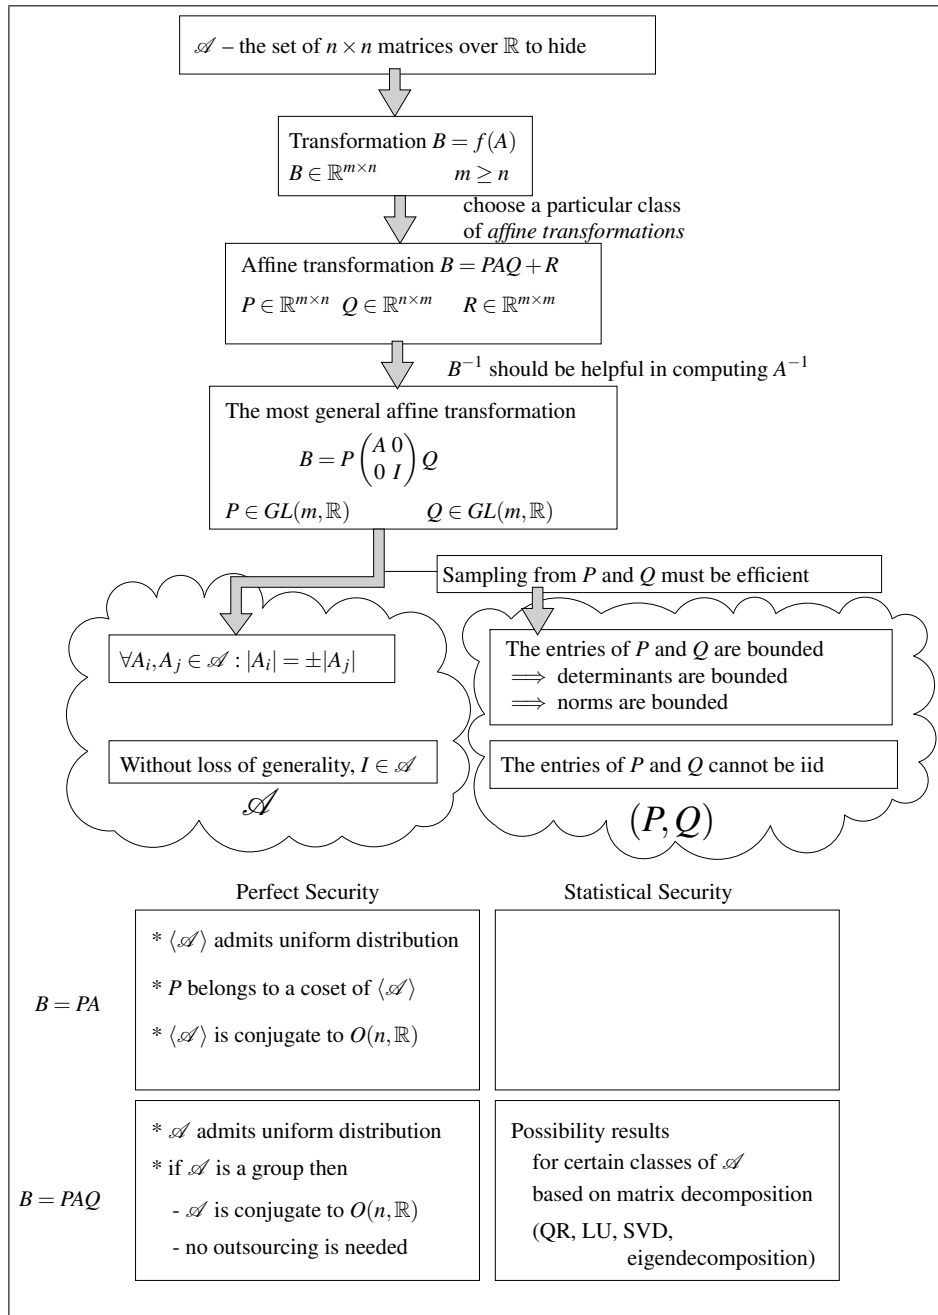 𝒜 – the set of n × n matrices over ℝ to hide
Transformation B = f(A)
B ∈ ℝ^{m×n} m ≥ n
choose a particular class
of affine transformations
Affine transformation B = PAQ + R
P ∈ ℝ^{m×n} Q ∈ ℝ^{n×m} R ∈ ℝ^{m×m}
B^{−1} should be helpful in computing A^{−1}
The most general affine transformation
B = P (A 0
0 I) Q
P ∈ GL(m, ℝ) Q ∈ GL(m, ℝ)
Sampling from P and Q must be efficient
∀A_i, A_j ∈ 𝒜 : |A_i| = ±|A_j|
Without loss of generality, I ∈ 𝒜
𝒜
The entries of P and Q are bounded
⟹ determinants are bounded
⟹ norms are bounded
The entries of P and Q cannot be iid
(P, Q)
Perfect Security
Statistical Security
B = PA
* ⟨𝒜⟩ admits uniform distribution
* P belongs to a coset of ⟨𝒜⟩
* ⟨𝒜⟩ is conjugate to O(n, ℝ)
B = PAQ
* 𝒜 admits uniform distribution
* if 𝒜 is a group then
- 𝒜 is conjugate to O(n, ℝ)
- no outsourcing is needed
Possibility results
for certain classes of 𝒜
based on matrix decomposition
(QR, LU, SVD,
eigendecomposition)